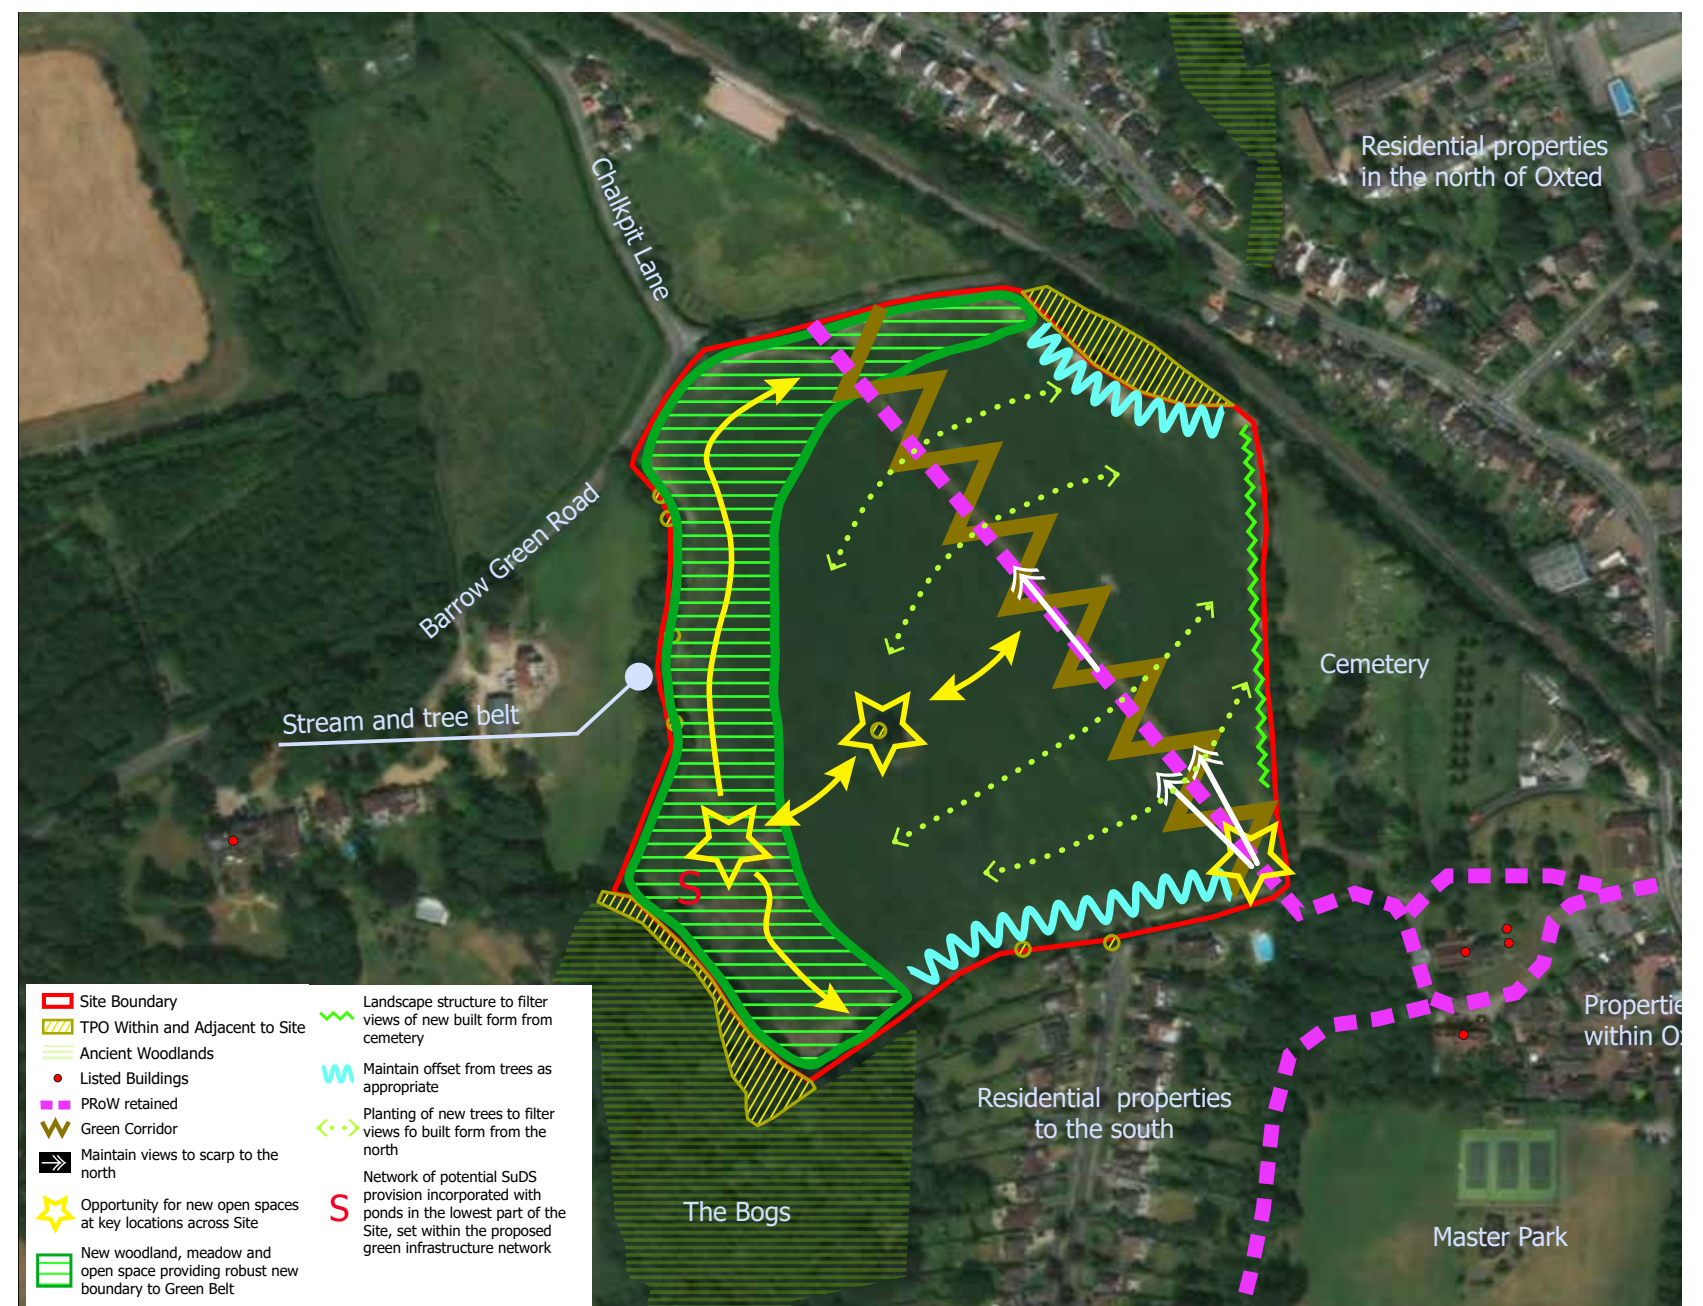 Residential properties
in the north of Oxted
Chalkpit Lane
Barrow Green Road
Cemetery
Stream and tree belt
S
Properti
within O
Residential properties
to the south
The Bogs
Master Park
Site Boundary
TPO Within and Adjacent to Site
Ancient Woodlands
Listed Buildings
PRoW retained
Green Corridor
Maintain views to scarp to the
north
Opportunity for new open spaces
at key locations across Site
New woodland, meadow and
open space providing robust new
boundary to Green Belt
Landscape structure to filter
views of new built form from
cemetery
Maintain offset from trees as
appropriate
Planting of new trees to filter
views fo built form from the
north
S
Network of potential SuDS
provision incorporated with
ponds in the lowest part of the
Site, set within the proposed
green infrastructure network